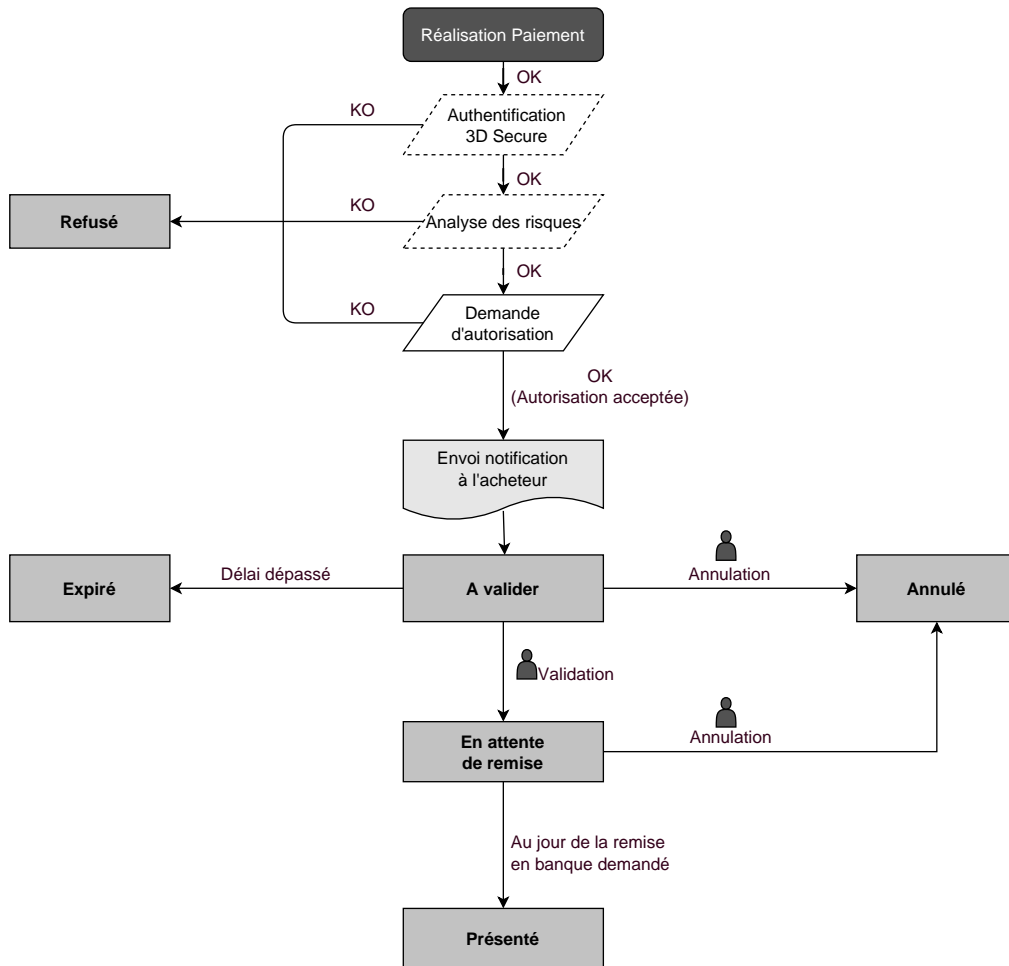 Réalisation Paiement
OK
KO
Authentification
3D Secure
OK
Refusé
KO
Analyse des risques
OK
KO
Demande
d'autorisation
OK
(Autorisation acceptée)
Envoi notification
à l'acheteur
Expiré
Délai dépassé
A valider
Annulation
Annulé
Validation
En attente
de remise
Annulation
Au jour de la remise
en banque demandé
Présenté